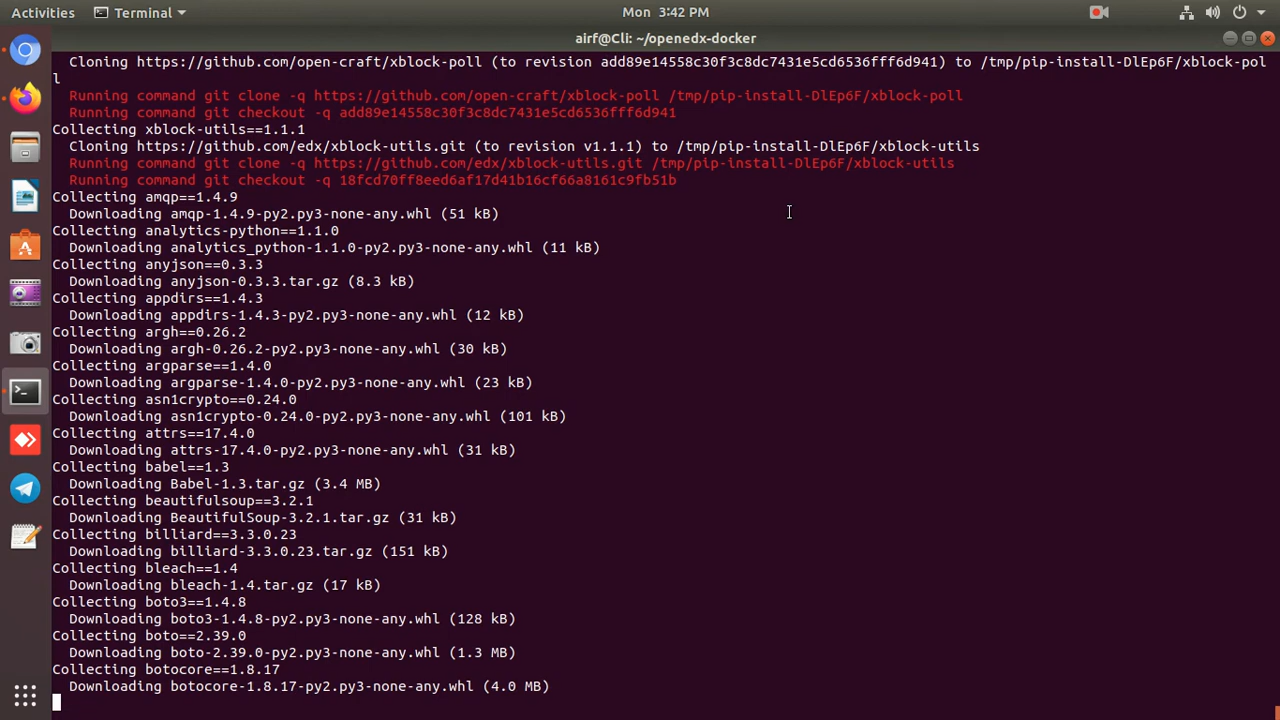 Activities Terminal Mon 3:42 PM
airf@Cli: ~/openedx-docker
Cloning https://github.com/open-craft/xblock-poll (to revision add89e14558c30f3c8dc7431e5cd6536fff6d941) to /tmp/pip-install-DlEp6F/xblock-pol
l
Running command git clone -q https://github.com/open-craft/xblock-poll /tmp/pip-install-DlEp6F/xblock-poll
Running command git checkout -q add89e14558c30f3c8dc7431e5cd6536fff6d941
Collecting xblock-utils==1.1.1
Cloning https://github.com/edx/xblock-utils.git (to revision v1.1.1) to /tmp/pip-install-DlEp6F/xblock-utils
Running command git clone -q https://github.com/edx/xblock-utils.git /tmp/pip-install-DlEp6F/xblock-utils
Running command git checkout -q 18fcd70ff8eed6af17d41b16cf66a8161c9fb51b
Collecting amqp==1.4.9
Downloading amqp-1.4.9-py2.py3-none-any.whl (51 kB)
Collecting analytics-python==1.1.0
Downloading analytics_python-1.1.0-py2.py3-none-any.whl (11 kB)
Collecting anyjson==0.3.3
Downloading anyjson-0.3.3.tar.gz (8.3 kB)
Collecting appdirs==1.4.3
Downloading appdirs-1.4.3-py2.py3-none-any.whl (12 kB)
Collecting argh==0.26.2
Downloading argh-0.26.2-py2.py3-none-any.whl (30 kB)
Collecting argparse==1.4.0
Downloading argparse-1.4.0-py2.py3-none-any.whl (23 kB)
Collecting asn1crypto==0.24.0
Downloading asn1crypto-0.24.0-py2.py3-none-any.whl (101 kB)
Collecting attrs==17.4.0
Downloading attrs-17.4.0-py2.py3-none-any.whl (31 kB)
Collecting babel==1.3
Downloading Babel-1.3.tar.gz (3.4 MB)
Collecting beautifulsoup==3.2.1
Downloading BeautifulSoup-3.2.1.tar.gz (31 kB)
Collecting billiard==3.3.0.23
Downloading billiard-3.3.0.23.tar.gz (151 kB)
Collecting bleach==1.4
Downloading bleach-1.4.tar.gz (17 kB)
Collecting boto3==1.4.8
Downloading boto3-1.4.8-py2.py3-none-any.whl (128 kB)
Collecting boto==2.39.0
Downloading boto-2.39.0-py2.py3-none-any.whl (1.3 MB)
Collecting botocore==1.8.17
Downloading botocore-1.8.17-py2.py3-none-any.whl (4.0 MB)